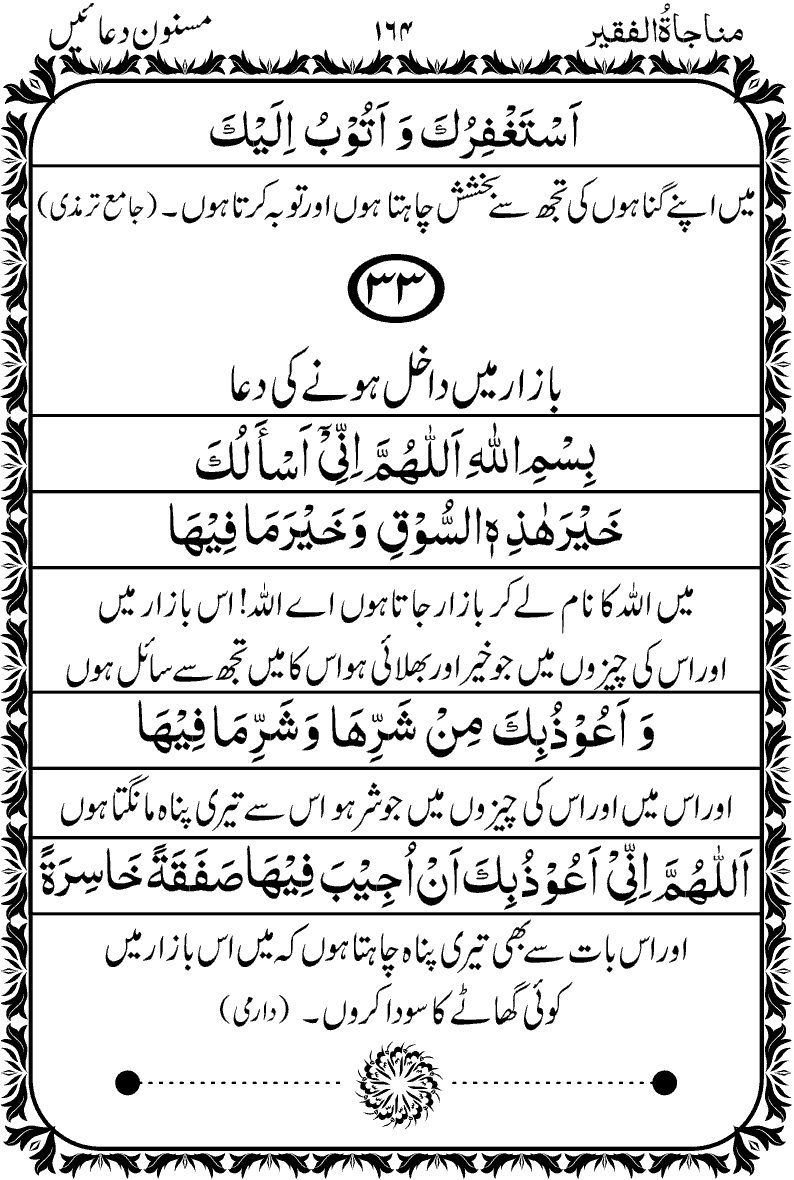 مناجاۃُالفقیر ۱۶۴ مسنون دعائیں
اَسْتَغْفِرُكَ وَ اَتُوْبُ اِلَيْكَ
میں اپنے گناہوں کی تجھ سے بخشش چاہتا ہوں اور توبہ کرتا ہوں۔ (جامع ترمذی)
۳۳
بازار میں داخل ہونے کی دعا
بِسْمِ اللهِ اَللّٰهُمَّ اِنِّيْٓ اَسْأَلُكَ
خَيْرَ هٰذِهِ السُّوْقِ وَخَيْرَ مَا فِيْهَا
میں اللہ کا نام لے کر بازار جاتا ہوں اے اللہ! اس بازار میں
اور اس کی چیزوں میں جو خیر اور بھلائی ہو اس کا میں تجھ سے سائل ہوں
وَ اَعُوْذُبِكَ مِنْ شَرِّهَا وَشَرِّمَا فِيْهَا
اور اس میں اور اس کی چیزوں میں جو شر ہو اس سے تیری پناہ مانگتا ہوں
اَللّٰهُمَّ اِنِّيْٓ اَعُوْذُبِكَ اَنْ اُجِيْبَ فِيْهَا صَفَقَةً خَاسِرَةً
اور اس بات سے بھی تیری پناہ چاہتا ہوں کہ میں اس بازار میں
کوئی گھاٹے کا سودا کروں۔ (دارمی)